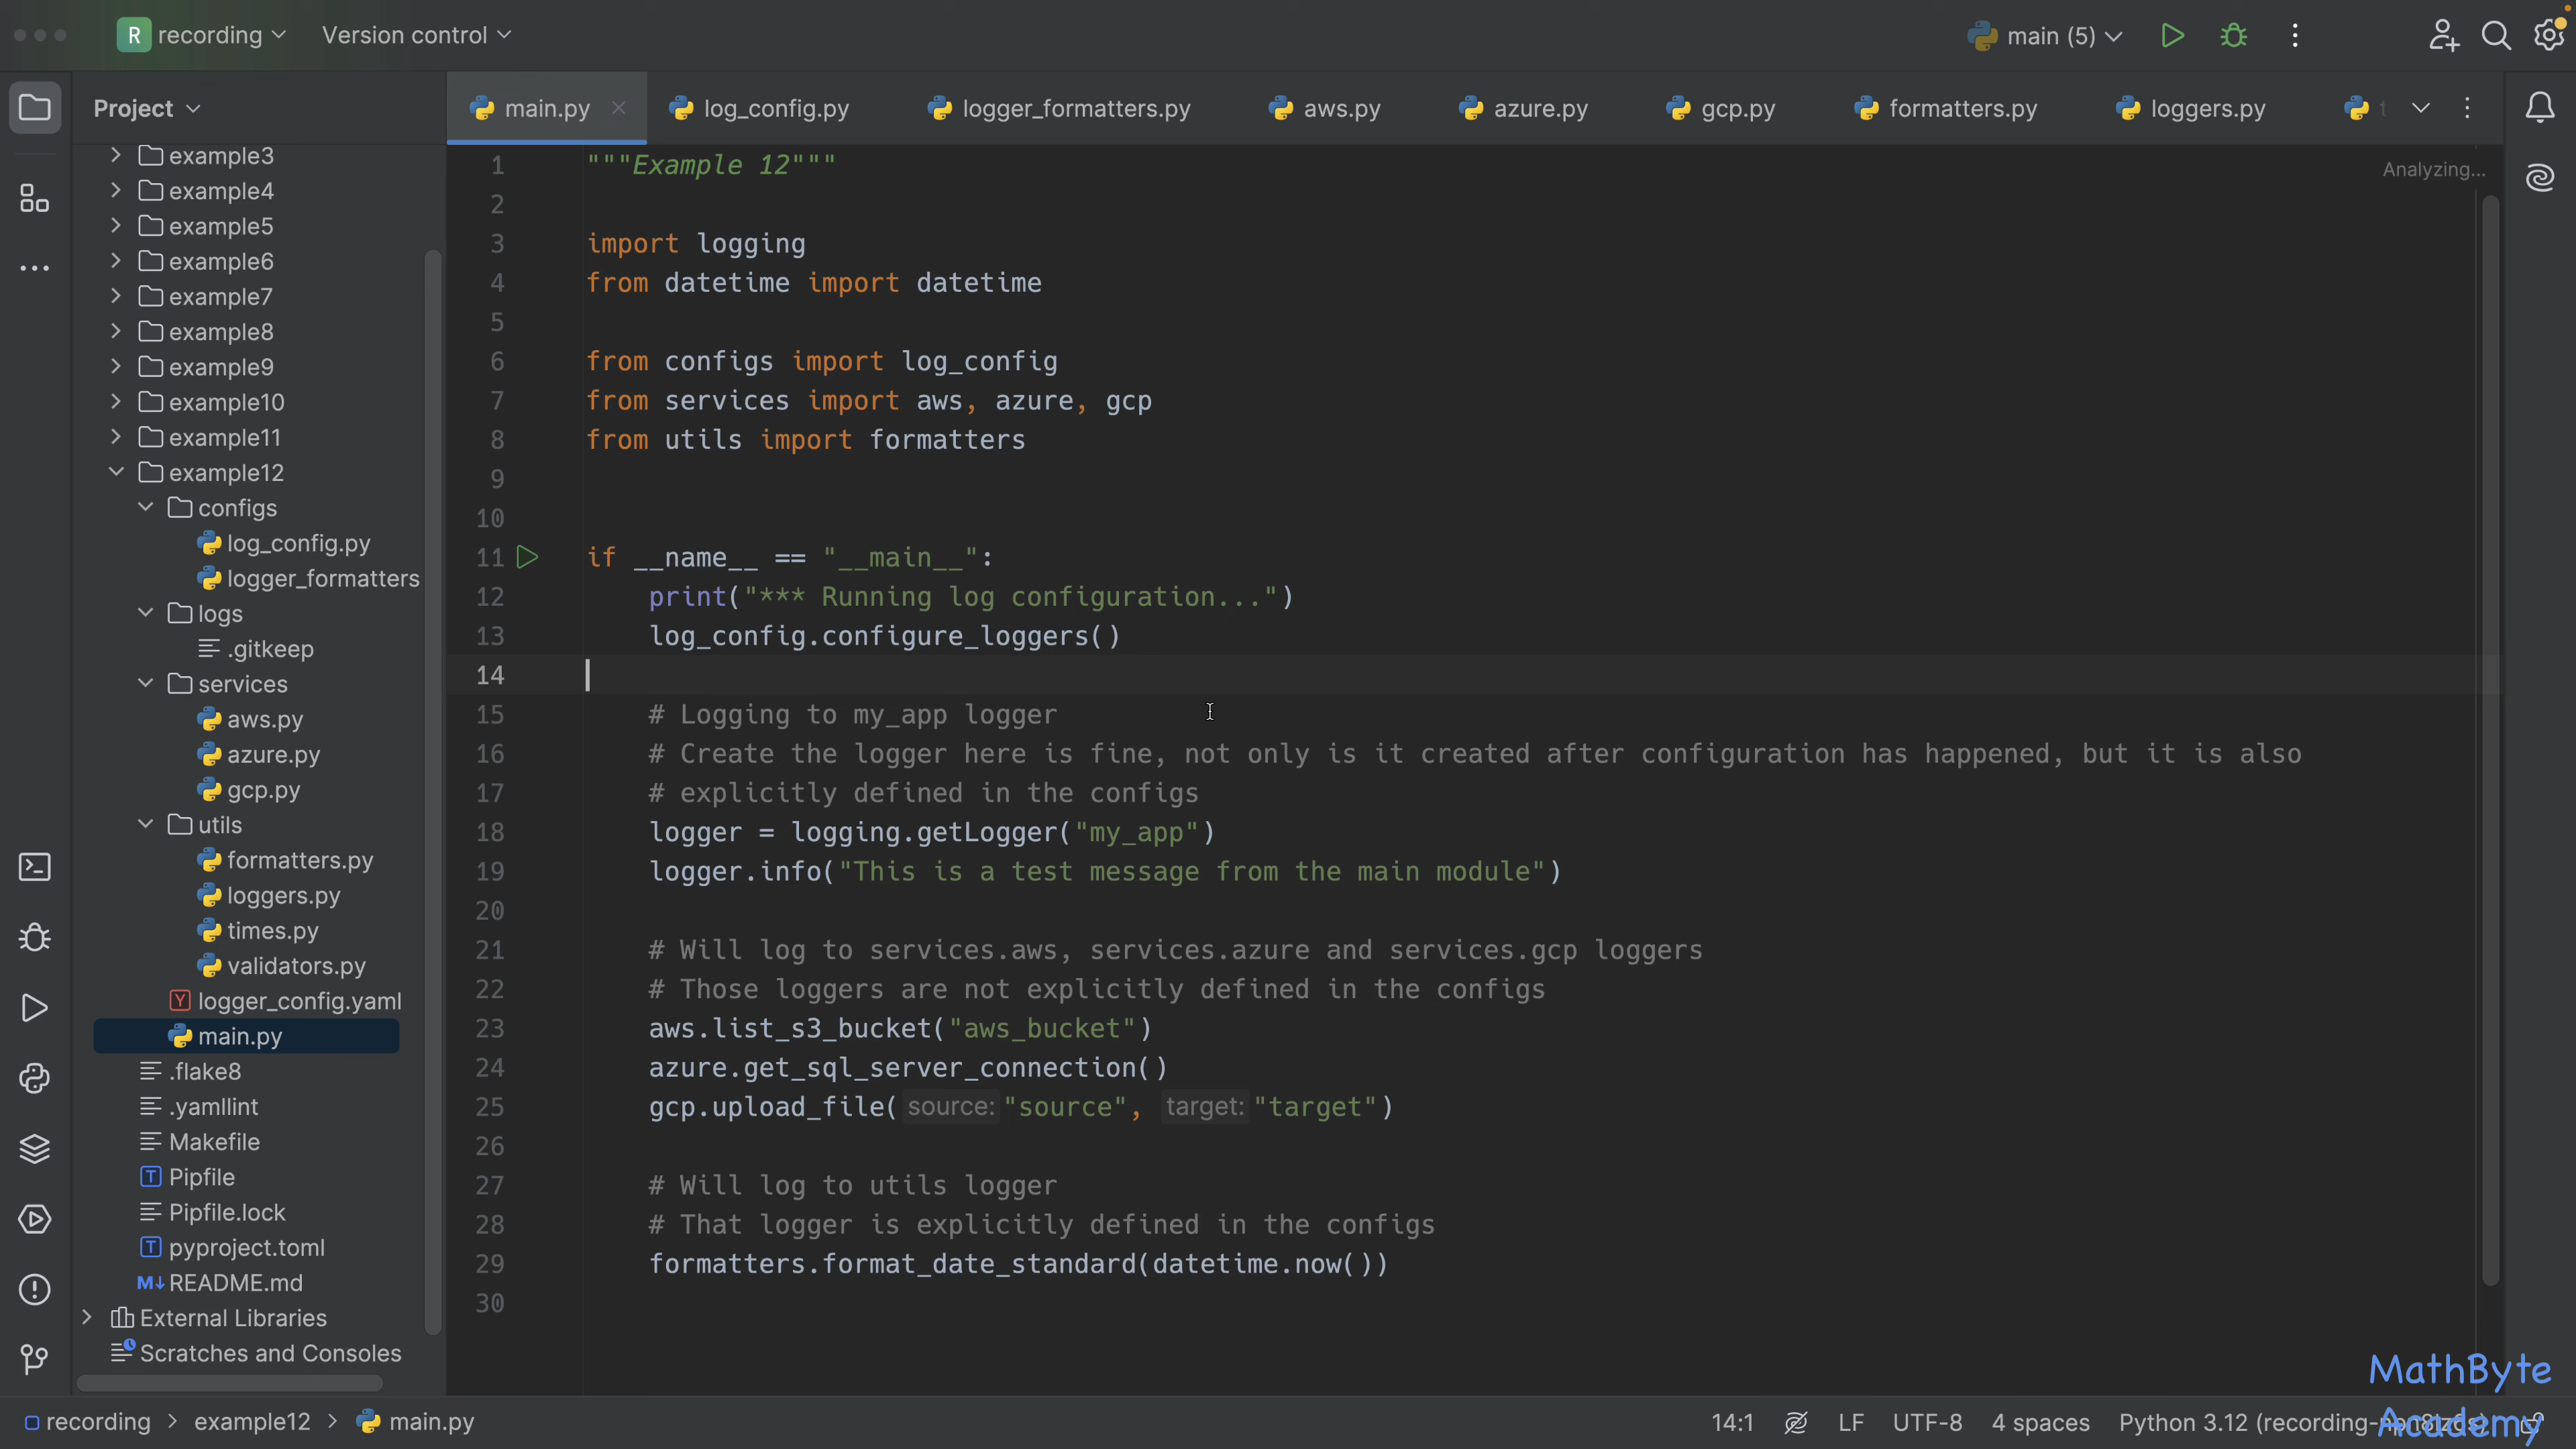 R recording Version control main (5)
Project
main.py log_config.py logger_formatters.py aws.py azure.py gcp.py formatters.py loggers.py
Analyzing...
example3
example4
example5
example6
example7
example8
example9
example10
example11
example12
configs
log_config.py
logger_formatters
logs
.gitkeep
services
aws.py
azure.py
gcp.py
utils
formatters.py
loggers.py
times.py
validators.py
Y logger_config.yaml
main.py
.flake8
.yamllint
Makefile
T Pipfile
Pipfile.lock
T pyproject.toml
M↓ README.md
External Libraries
Scratches and Consoles
1 """Example 12"""
2
3 import logging
4 from datetime import datetime
5
6 from configs import log_config
7 from services import aws, azure, gcp
8 from utils import formatters
9
10
11 if __name__ == "__main__":
12 print("*** Running log configuration...")
13 log_config.configure_loggers()
14
15 # Logging to my_app logger
16 # Create the logger here is fine, not only is it created after configuration has happened, but it is also
17 # explicitly defined in the configs
18 logger = logging.getLogger("my_app")
19 logger.info("This is a test message from the main module")
20
21 # Will log to services.aws, services.azure and services.gcp loggers
22 # Those loggers are not explicitly defined in the configs
23 aws.list_s3_bucket("aws_bucket")
24 azure.get_sql_server_connection()
25 gcp.upload_file( source: "source", target: "target")
26
27 # Will log to utils logger
28 # That logger is explicitly defined in the configs
29 formatters.format_date_standard(datetime.now())
30
MathByte
Academy
recording > example12 > main.py
14:1 LF UTF-8 4 spaces Python 3.12